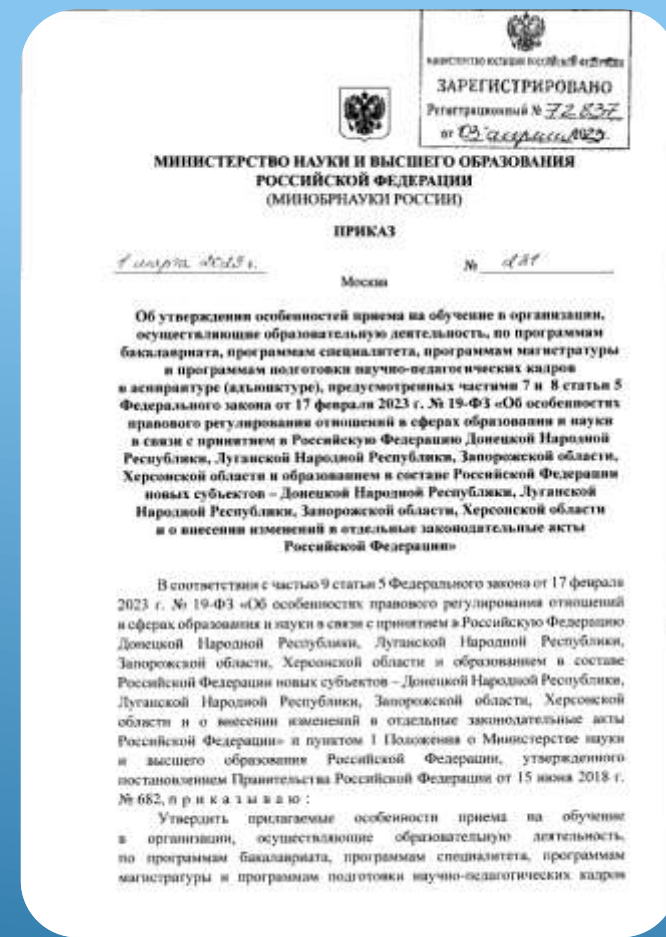 МИНИСТЕРСТВО ЮСТИЦИИ РОССИЙСКОЙ ФЕДЕРАЦИИ
ЗАРЕГИСТРИРОВАНО
Регистрационный № 72837
от 03 апреля 2023.
МИНИСТЕРСТВО НАУКИ И ВЫСШЕГО ОБРАЗОВАНИЯ
РОССИЙСКОЙ ФЕДЕРАЦИИ
(МИНОБРНАУКИ РОССИИ)
ПРИКАЗ
1 марта 2023 г. № 231
Москва
Об утверждении особенностей приема на обучение в организации,
осуществляющие образовательную деятельность, по программам
бакалавриата, программам специалитета, программам магистратуры
и программам подготовки научно-педагогических кадров
в аспирантуре (адъюнктуре), предусмотренных частями 7 и 8 статьи 5
Федерального закона от 17 февраля 2023 г. № 19-ФЗ «Об особенностях
правового регулирования отношений в сферах образования и науки
в связи с принятием в Российскую Федерацию Донецкой Народной
Республики, Луганской Народной Республики, Запорожской области,
Херсонской области и образованием в составе Российской Федерации
новых субъектов – Донецкой Народной Республики, Луганской
Народной Республики, Запорожской области, Херсонской области
и о внесении изменений в отдельные законодательные акты
Российской Федерации»
В соответствии с частью 9 статьи 5 Федерального закона от 17 февраля
2023 г. № 19-ФЗ «Об особенностях правового регулирования отношений
в сферах образования и науки в связи с принятием в Российскую Федерацию
Донецкой Народной Республики, Луганской Народной Республики,
Запорожской области, Херсонской области и образованием в составе
Российской Федерации новых субъектов – Донецкой Народной Республики,
Луганской Народной Республики, Запорожской области, Херсонской
области и о внесении изменений в отдельные законодательные акты
Российской Федерации» и пунктом 1 Положения о Министерстве науки
и высшего образования Российской Федерации, утвержденного
постановлением Правительства Российской Федерации от 15 июня 2018 г.
№ 682, п р и к а з ы в а ю :
Утвердить прилагаемые особенности приема на обучение
в организации, осуществляющие образовательную деятельность,
по программам бакалавриата, программам специалитета, программам
магистратуры и программам подготовки научно-педагогических кадров